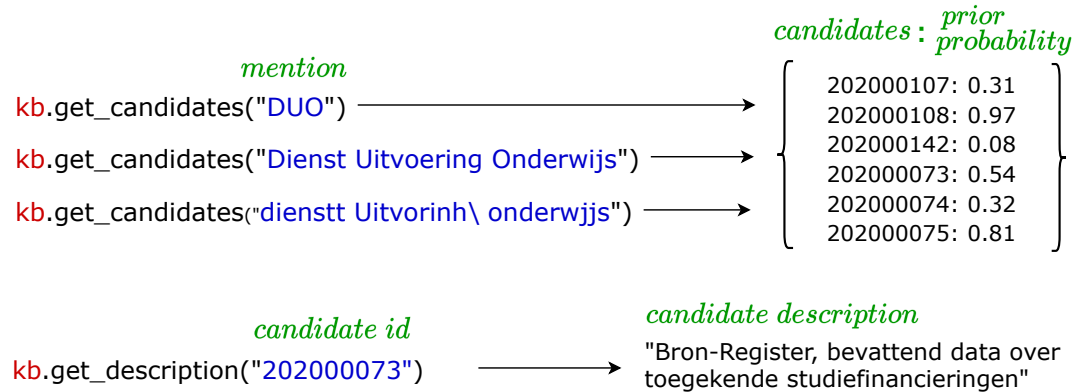 candidates: prior probability
mention
kb.get_candidates("DUO")
kb.get_candidates("Dienst Uitvoering Onderwijs")
kb.get_candidates("dienstt Uitvorinh\ onderwjjs")
202000107: 0.31
202000108: 0.97
202000142: 0.08
202000073: 0.54
202000074: 0.32
202000075: 0.81
candidate id
kb.get_description("202000073")
candidate description
"Bron-Register, bevattend data over
toegekende studiefinancieringen"